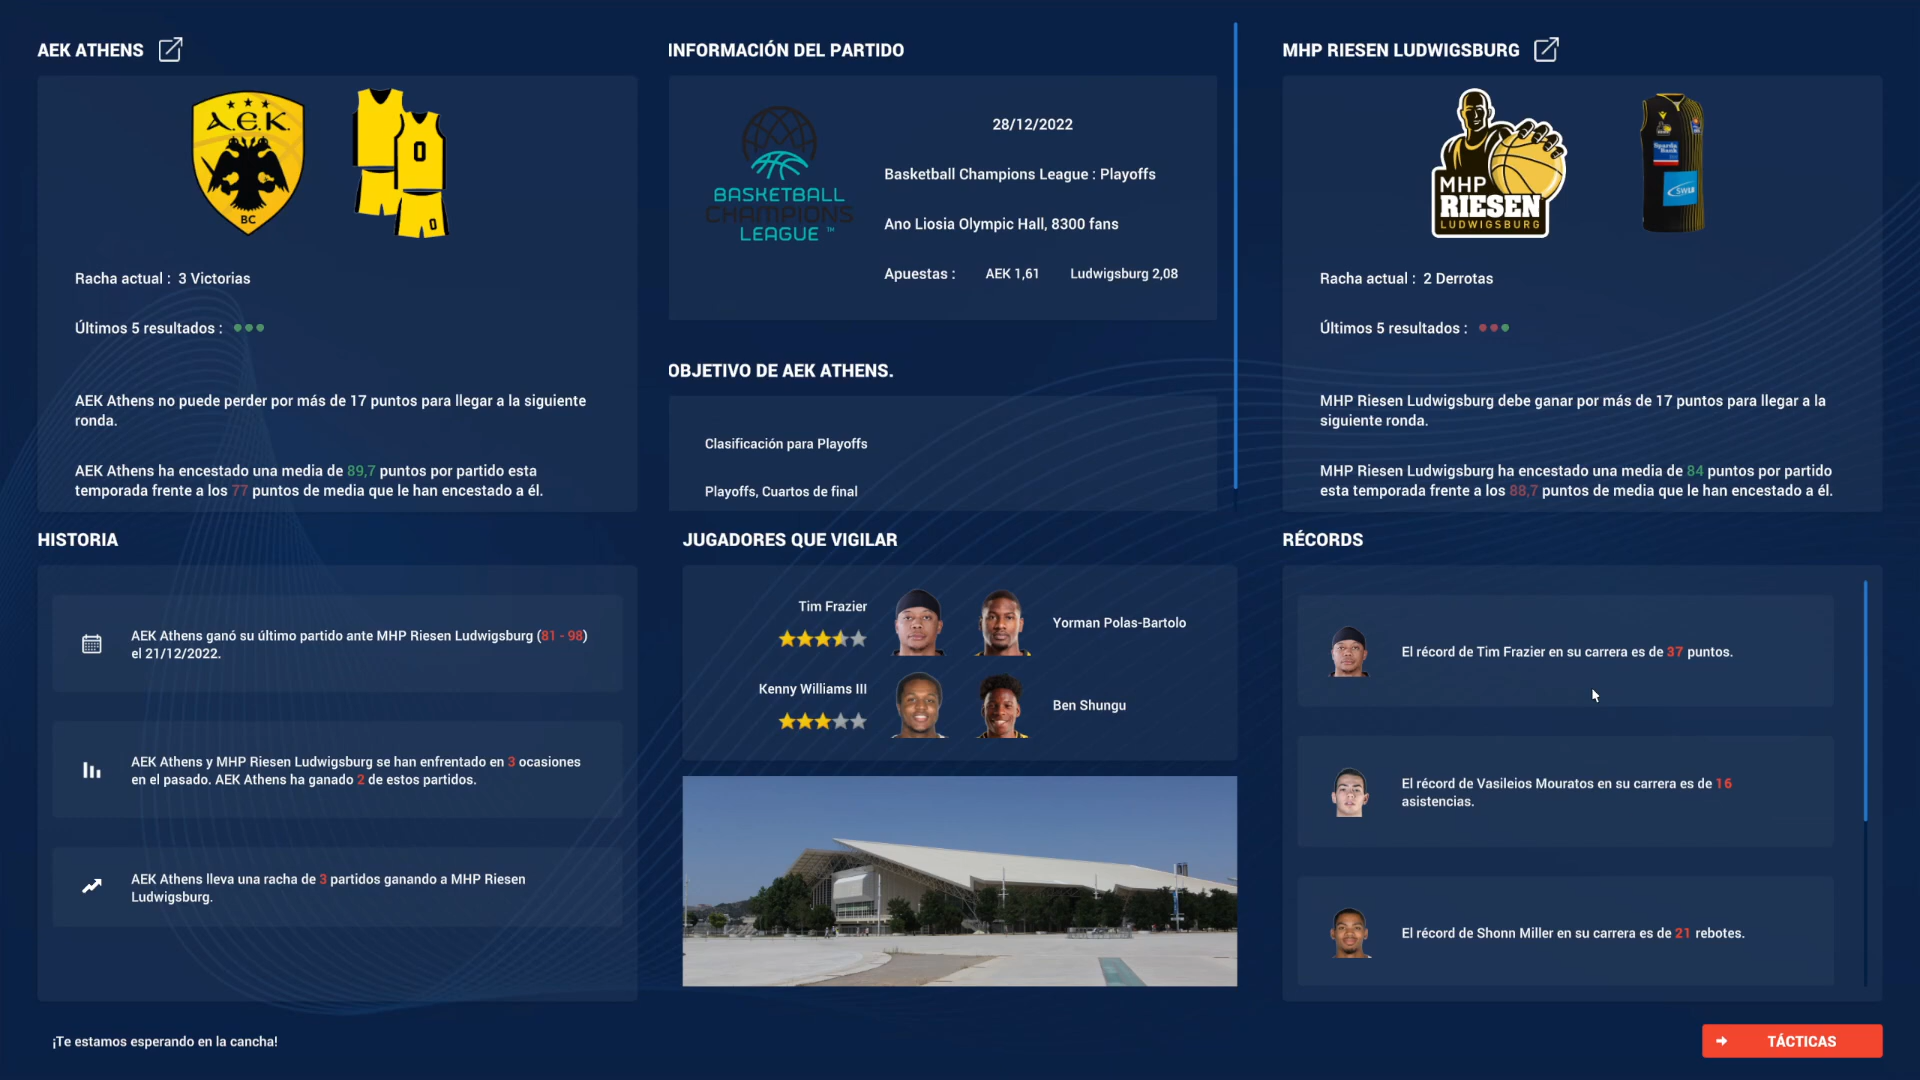 AEK ATHENS
A.E.K.
BC
0
0
Racha actual : 3 Victorias
Últimos 5 resultados :
AEK Athens no puede perder por más de 17 puntos para llegar a la siguiente
ronda.
AEK Athens ha encestado una media de 89,7 puntos por partido esta
temporada frente a los 77 puntos de media que le han encestado a él.
INFORMACIÓN DEL PARTIDO
BASKETBALL
CHAMPIONS
LEAGUE ™
28/12/2022
Basketball Champions League : Playoffs
Ano Liosia Olympic Hall, 8300 fans
Apuestas : AEK 1,61 Ludwigsburg 2,08
OBJETIVO DE AEK ATHENS.
Clasificación para Playoffs
Playoffs, Cuartos de final
MHP RIESEN LUDWIGSBURG
MHP
RIESEN
LUDWIGSBURG
Sparda
Bank
SWLB
Racha actual : 2 Derrotas
Últimos 5 resultados :
MHP Riesen Ludwigsburg debe ganar por más de 17 puntos para llegar a la
siguiente ronda.
MHP Riesen Ludwigsburg ha encestado una media de 84 puntos por partido
esta temporada frente a los 88,7 puntos de media que le han encestado a él.
HISTORIA
AEK Athens ganó su último partido ante MHP Riesen Ludwigsburg (81 - 98)
el 21/12/2022.
AEK Athens y MHP Riesen Ludwigsburg se han enfrentado en 3 ocasiones
en el pasado. AEK Athens ha ganado 2 de estos partidos.
AEK Athens lleva una racha de 3 partidos ganando a MHP Riesen
Ludwigsburg.
JUGADORES QUE VIGILAR
Tim Frazier
Yorman Polas-Bartolo
Kenny Williams III
Ben Shungu
RÉCORDS
El récord de Tim Frazier en su carrera es de 37 puntos.
El récord de Vasileios Mouratos en su carrera es de 16
asistencias.
El récord de Shonn Miller en su carrera es de 21 rebotes.
¡Te estamos esperando en la cancha!
TÁCTICAS